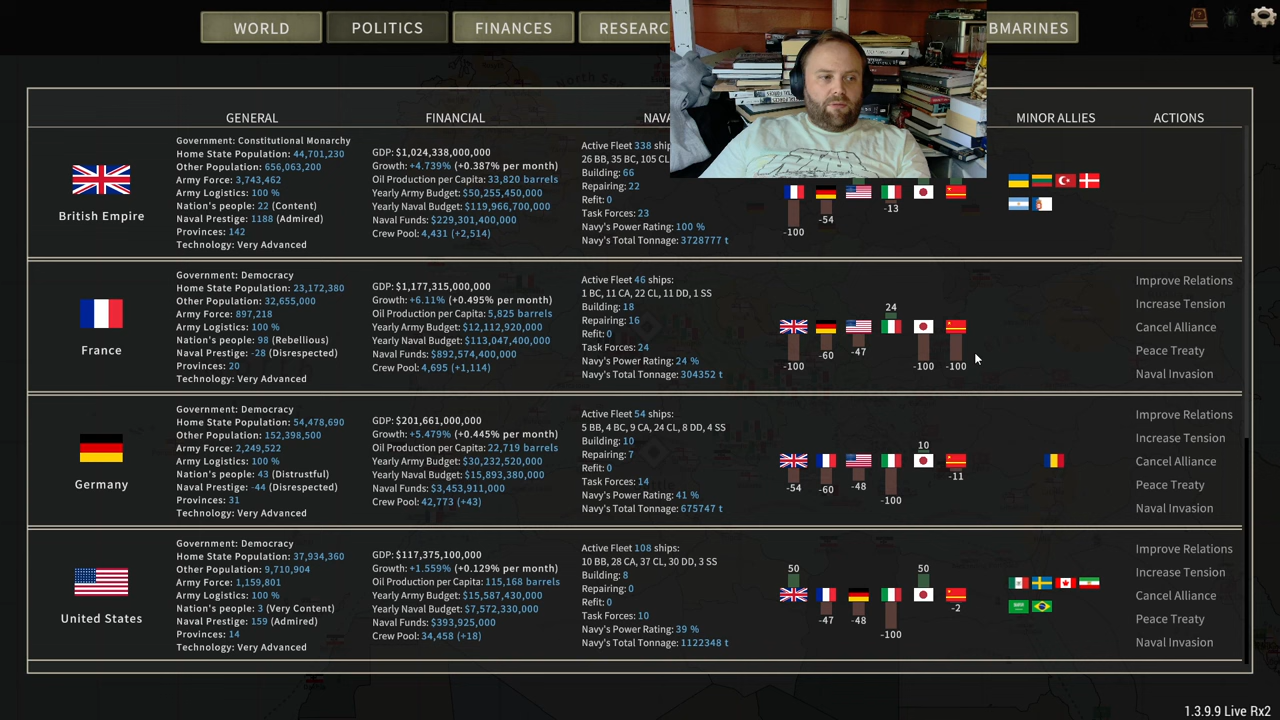 WORLD
POLITICS
FINANCES
RESEARC
BMARINES
GENERAL
FINANCIAL
NAVA
MINOR ALLIES
ACTIONS
British Empire
Government: Constitutional Monarchy
Home State Population: 44,701,230
Other Population: 656,063,200
Army Force: 3,743,462
Army Logistics: 100 %
Nation's people: 22 (Content)
Naval Prestige: 1188 (Admired)
Provinces: 142
Technology: Very Advanced
GDP: $1,024,338,000,000
Growth: +4.739% (+0.387% per month)
Oil Production per Capita: 33,820 barrels
Yearly Army Budget: $50,255,450,000
Yearly Naval Budget: $119,966,700,000
Naval Funds: $229,301,400,000
Crew Pool: 4,431 (+2,514)
Active Fleet 338 ship
26 BB, 35 BC, 105 CL
Building: 66
Repairing: 22
Refit: 0
Task Forces: 23
Navy's Power Rating: 100 %
Navy's Total Tonnage: 3728777 t
-100
-54
-13
France
Government: Democracy
Home State Population: 23,172,380
Other Population: 32,655,000
Army Force: 897,218
Army Logistics: 100 %
Nation's people: 98 (Rebellious)
Naval Prestige: -28 (Disrespected)
Provinces: 20
Technology: Very Advanced
GDP: $1,177,315,000,000
Growth: +6.11% (+0.495% per month)
Oil Production per Capita: 5,825 barrels
Yearly Army Budget: $12,112,920,000
Yearly Naval Budget: $113,047,400,000
Naval Funds: $892,574,400,000
Crew Pool: 4,695 (+1,114)
Active Fleet 46 ships:
1 BC, 11 CA, 22 CL, 11 DD, 1 SS
Building: 18
Repairing: 16
Refit: 0
Task Forces: 24
Navy's Power Rating: 24 %
Navy's Total Tonnage: 304352 t
24
-100
-60
-47
-100
-100
Improve Relations
Increase Tension
Cancel Alliance
Peace Treaty
Naval Invasion
Germany
Government: Democracy
Home State Population: 54,478,690
Other Population: 152,398,500
Army Force: 2,249,522
Army Logistics: 100 %
Nation's people: 43 (Distrustful)
Naval Prestige: -44 (Disrespected)
Provinces: 31
Technology: Very Advanced
GDP: $201,661,000,000
Growth: +5.479% (+0.445% per month)
Oil Production per Capita: 22,719 barrels
Yearly Army Budget: $30,232,520,000
Yearly Naval Budget: $15,893,380,000
Naval Funds: $3,453,911,000
Crew Pool: 42,773 (+43)
Active Fleet 54 ships:
5 BB, 4 BC, 9 CA, 24 CL, 8 DD, 4 SS
Building: 10
Repairing: 7
Refit: 0
Task Forces: 14
Navy's Power Rating: 41 %
Navy's Total Tonnage: 675747 t
10
-54
-60
-48
-100
-11
Improve Relations
Increase Tension
Cancel Alliance
Peace Treaty
Naval Invasion
United States
Government: Democracy
Home State Population: 37,934,360
Other Population: 9,710,904
Army Force: 1,159,801
Army Logistics: 100 %
Nation's people: 3 (Very Content)
Naval Prestige: 159 (Admired)
Provinces: 14
Technology: Very Advanced
GDP: $117,375,100,000
Growth: +1.559% (+0.129% per month)
Oil Production per Capita: 115,168 barrels
Yearly Army Budget: $15,587,430,000
Yearly Naval Budget: $7,572,330,000
Naval Funds: $393,925,000
Crew Pool: 34,458 (+18)
Active Fleet 108 ships:
10 BB, 28 CA, 37 CL, 30 DD, 3 SS
Building: 8
Repairing: 0
Refit: 0
Task Forces: 10
Navy's Power Rating: 39 %
Navy's Total Tonnage: 1122348 t
50
50
-47
-48
-100
-2
Improve Relations
Increase Tension
Cancel Alliance
Peace Treaty
Naval Invasion
1.3.9.9 Live Rx2